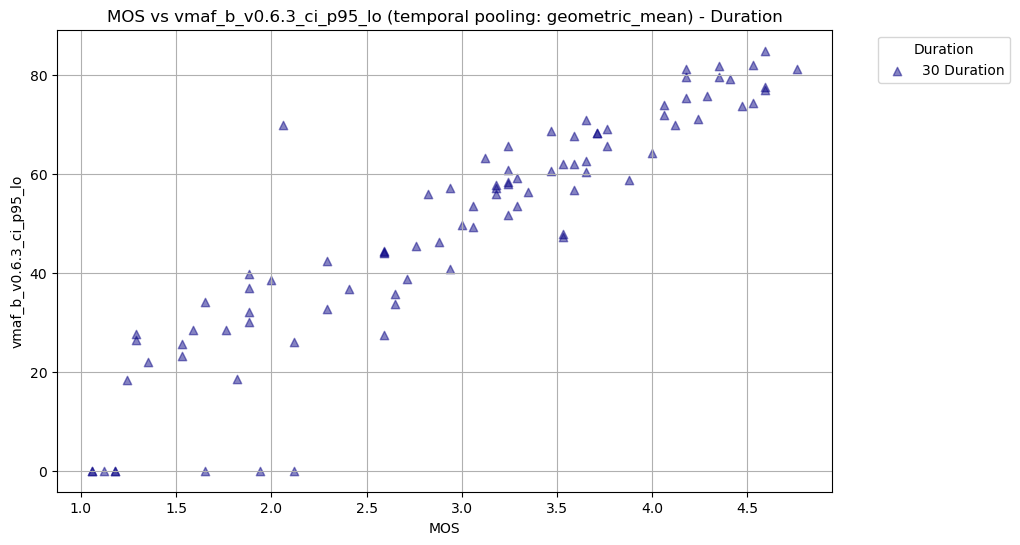 MOS vs vmaf_b_v0.6.3_ci_p95_lo (temporal pooling: geometric_mean) - Duration
Duration
30 Duration
vmaf_b_v0.6.3_ci_p95_lo
80
60
40
20
0
1.0 1.5 2.0 2.5 3.0 3.5 4.0 4.5
MOS